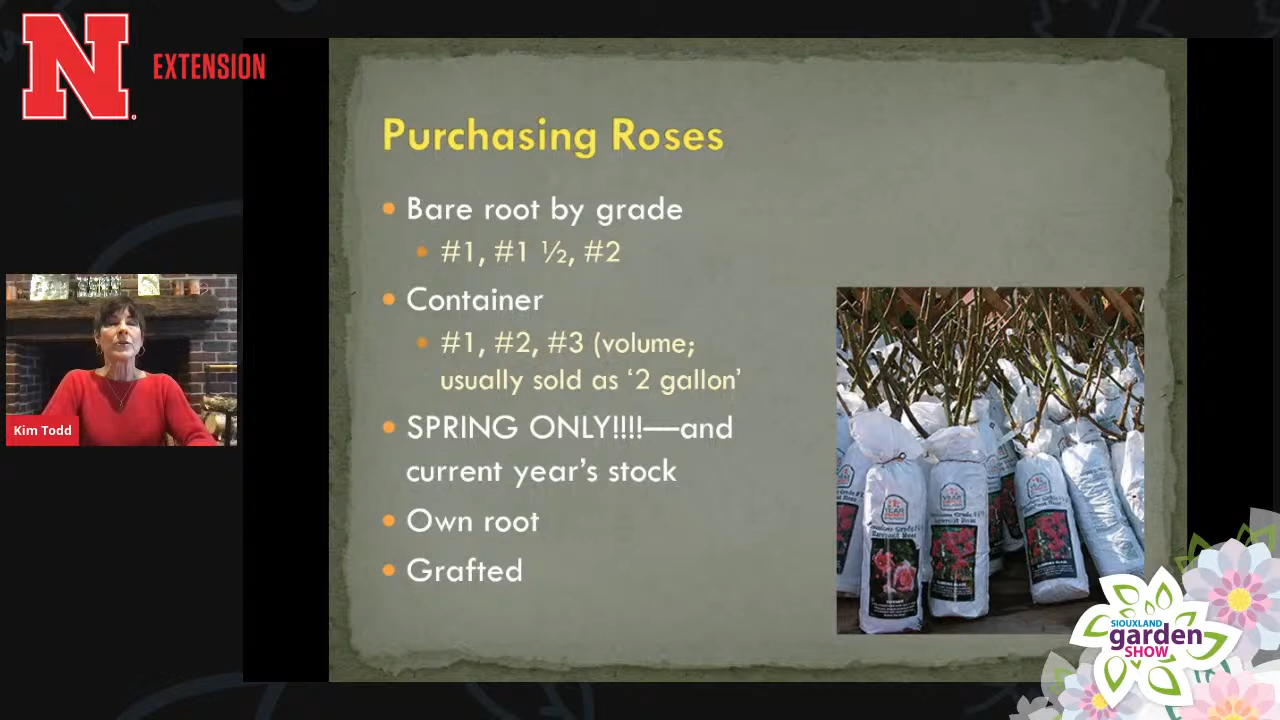 N
EXTENSION
Purchasing Roses
• Bare root by grade
• #1, #1 ½, #2
• Container
• #1, #2, #3 (volume;
usually sold as ‘2 gallon’
• SPRING ONLY!!!!—and
current year’s stock
• Own root
• Grafted
Kim Todd
SIOUXLAND
garden
SHOW